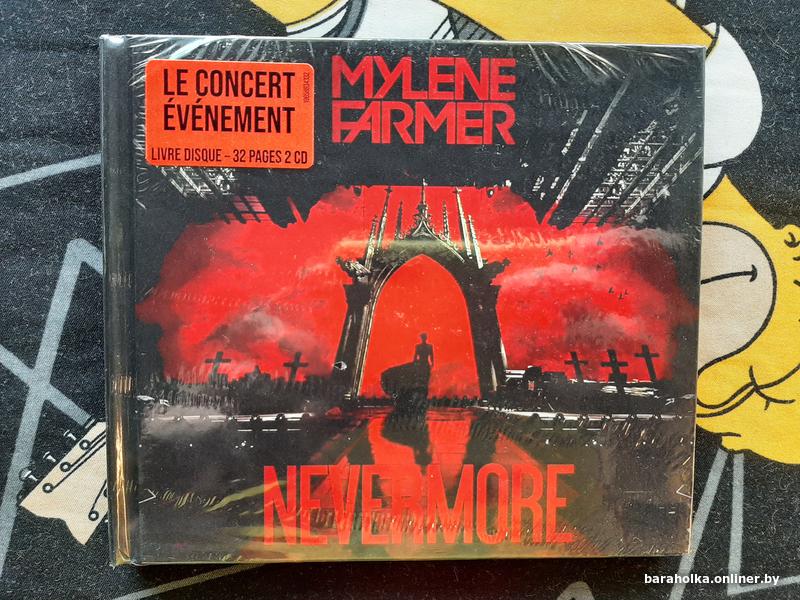 LE CONCERT
ÉVÉNEMENT
LIVRE DISQUE – 32 PAGES 2 CD
MYLENE
FARMER
NEVERMORE
baraholka.onliner.by